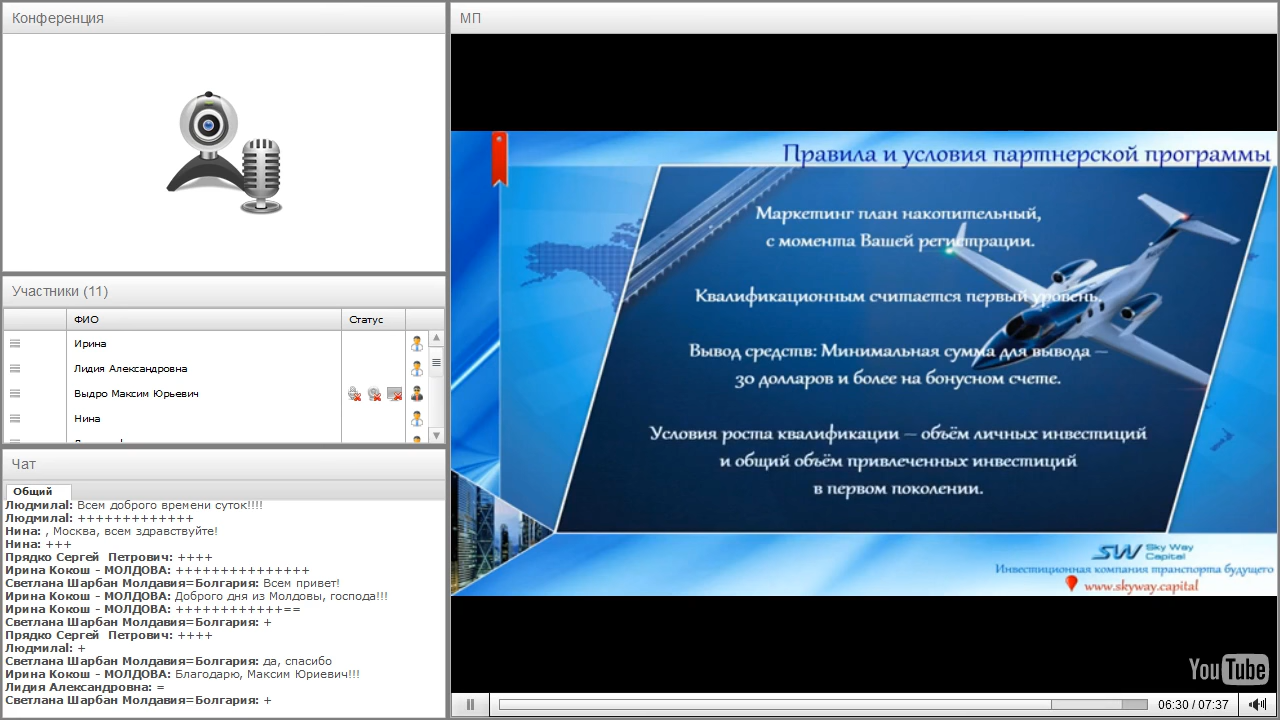 Конференция
МП
Правила и условия партнерской программы
Маркетинг план накопительный,
с момента Вашей регистрации.
Квалификационным считается первый уровень.
Вывод средств: Минимальная сумма для вывода –
30 долларов и более на бонусном счете.
Условия роста квалификации – объём личных инвестиций
и общий объём привлеченных инвестиций
в первом поколении.
SW Sky Way
Capital
Инвестиционная компания транспорта будущего
www.skyway.capital
YouTube
06:30 / 07:37
Участники (11)
ФИО Статус
Ирина
Лидия Александровна
Выдро Максим Юрьевич
Нина
Чат
Общий
Людмилаl: Всем доброго времени суток!!!!
Людмилаl: +++++++++++++
Нина: , Москва, всем здравствуйте!
Нина: +++
Прядко Сергей Петрович: ++++
Ирина Кокош - МОЛДОВА: +++++++++++++++
Светлана Шарбан Молдавия=Болгария: Всем привет!
Ирина Кокош - МОЛДОВА: Доброго дня из Молдовы, господа!!!
Ирина Кокош - МОЛДОВА: ++++++++++++==
Светлана Шарбан Молдавия=Болгария: +
Прядко Сергей Петрович: ++++
Людмилаl: +
Светлана Шарбан Молдавия=Болгария: да, спасибо
Ирина Кокош - МОЛДОВА: Благодарю, Максим Юриевич!!!
Лидия Александровна: =
Светлана Шарбан Молдавия=Болгария: +